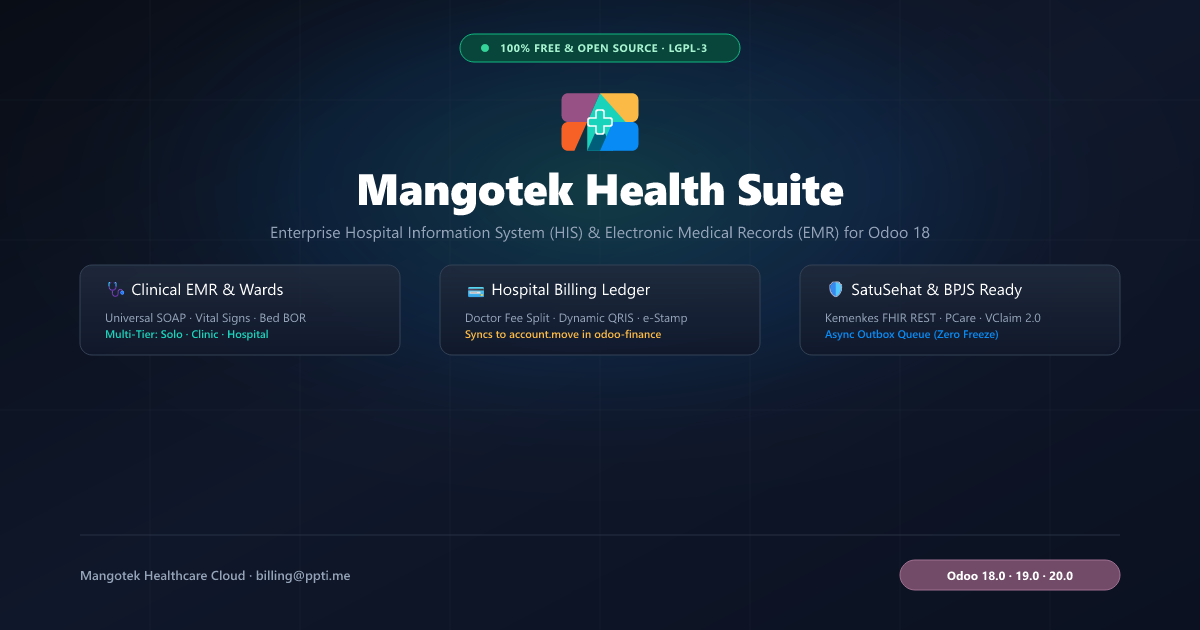 100% FREE & OPEN SOURCE · LGPL-3
Mangotek Health Suite
Enterprise Hospital Information System (HIS) & Electronic Medical Records (EMR) for Odoo 18
Clinical EMR & Wards
Universal SOAP · Vital Signs · Bed BOR
Multi-Tier: Solo · Clinic · Hospital
Hospital Billing Ledger
Doctor Fee Split · Dynamic QRIS · e-Stamp
Syncs to account.move in odoo-finance
SatuSehat & BPJS Ready
Kemenkes FHIR REST · PCare · VClaim 2.0
Async Outbox Queue (Zero Freeze)
Mangotek Healthcare Cloud · billing@ppti.me
Odoo 18.0 · 19.0 · 20.0